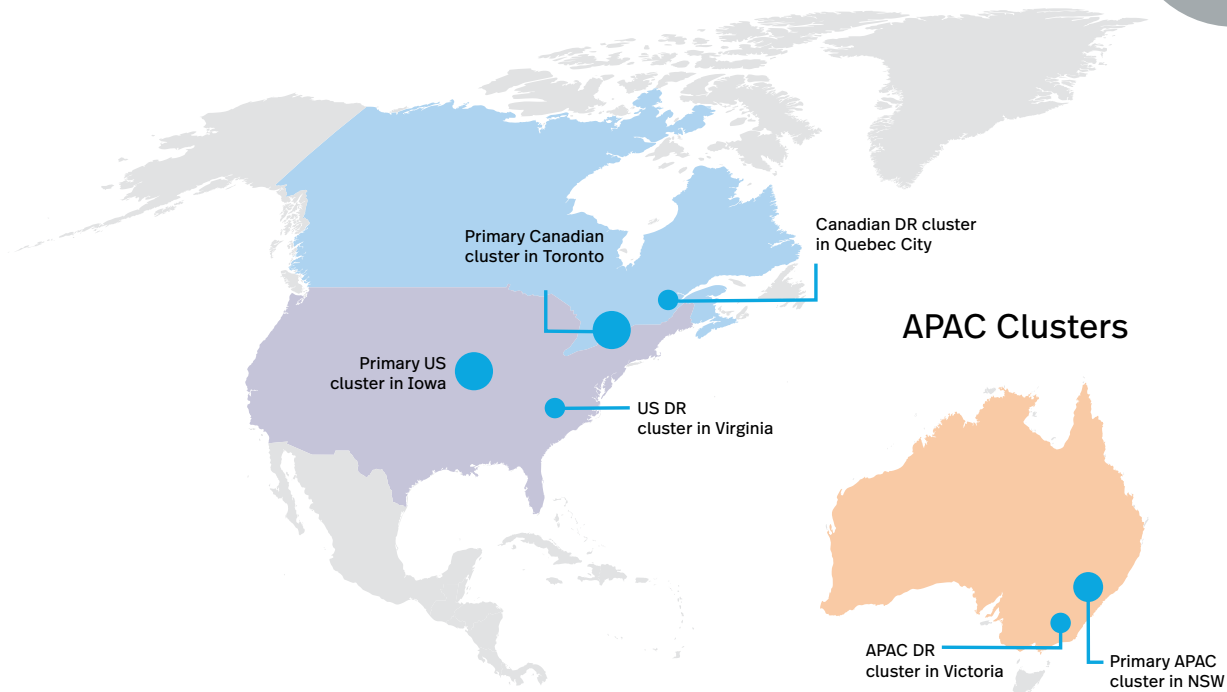 Primary Canadian
cluster in Toronto
Canadian DR cluster
in Quebec City
Primary US
cluster in Iowa
US DR
cluster in Virginia
APAC Clusters
APAC DR
cluster in Victoria
Primary APAC
cluster in NSW